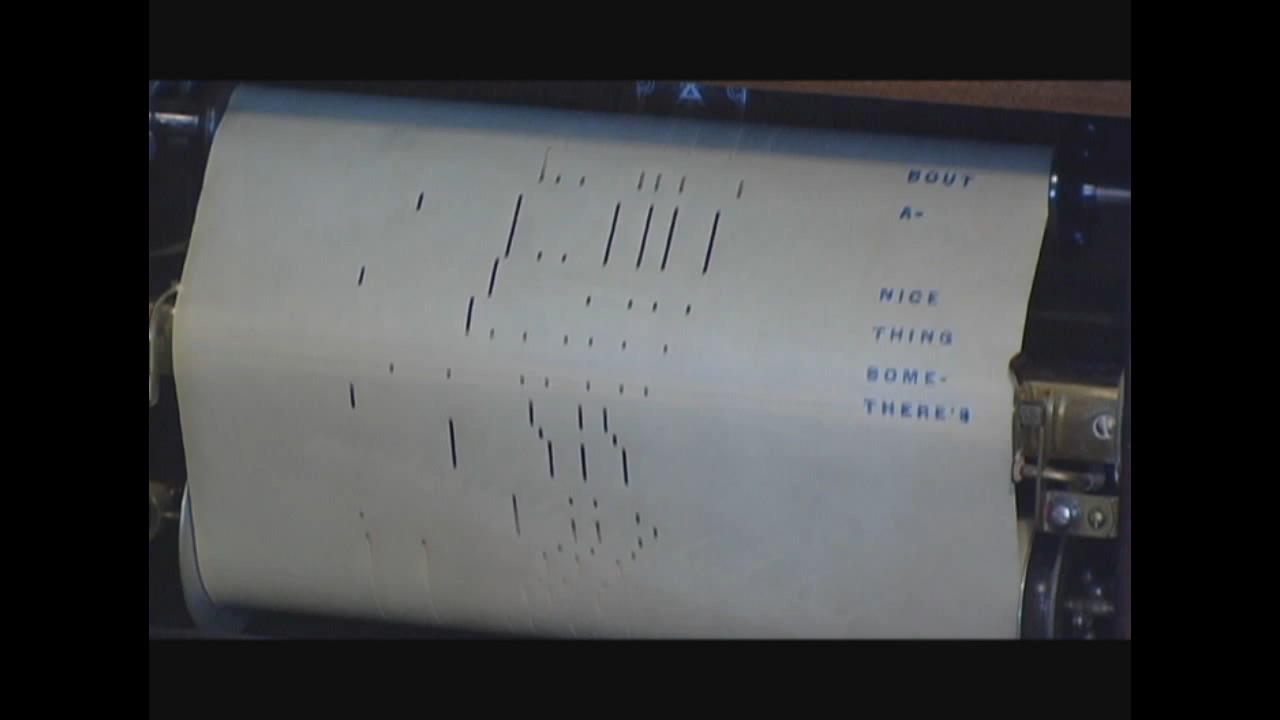 BOUT
A-
NICE
THING
SOME-
THERE'S